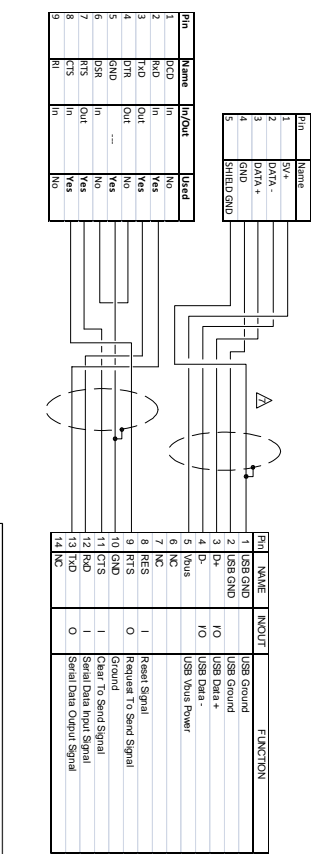 Pin Name
1 5V+
2 DATA -
3 DATA +
4 GND
5 SHIELD GND
Pin Name In/Out Used
1 DCD In No
2 RxD In Yes
3 TxD Out Yes
4 DTR Out No
5 GND --- Yes
6 DSR In No
7 RTS Out Yes
8 CTS In Yes
9 RI In No
7
Pin NAME IN/OUT FUNCTION
1 USB GND USB Ground
2 USB GND USB Ground
3 D+ I/O USB Data +
4 D- I/O USB Data -
5 Vbus USB Vbus Power
6 NC
7 NC
8 RES I Reset Signal
9 RTS O Request To Send Signal
10 GND Ground
11 CTS I Clear To Send Signal
12 RxD I Serial Data Input Signal
13 TxD O Serial Data Output Signal
14 NC